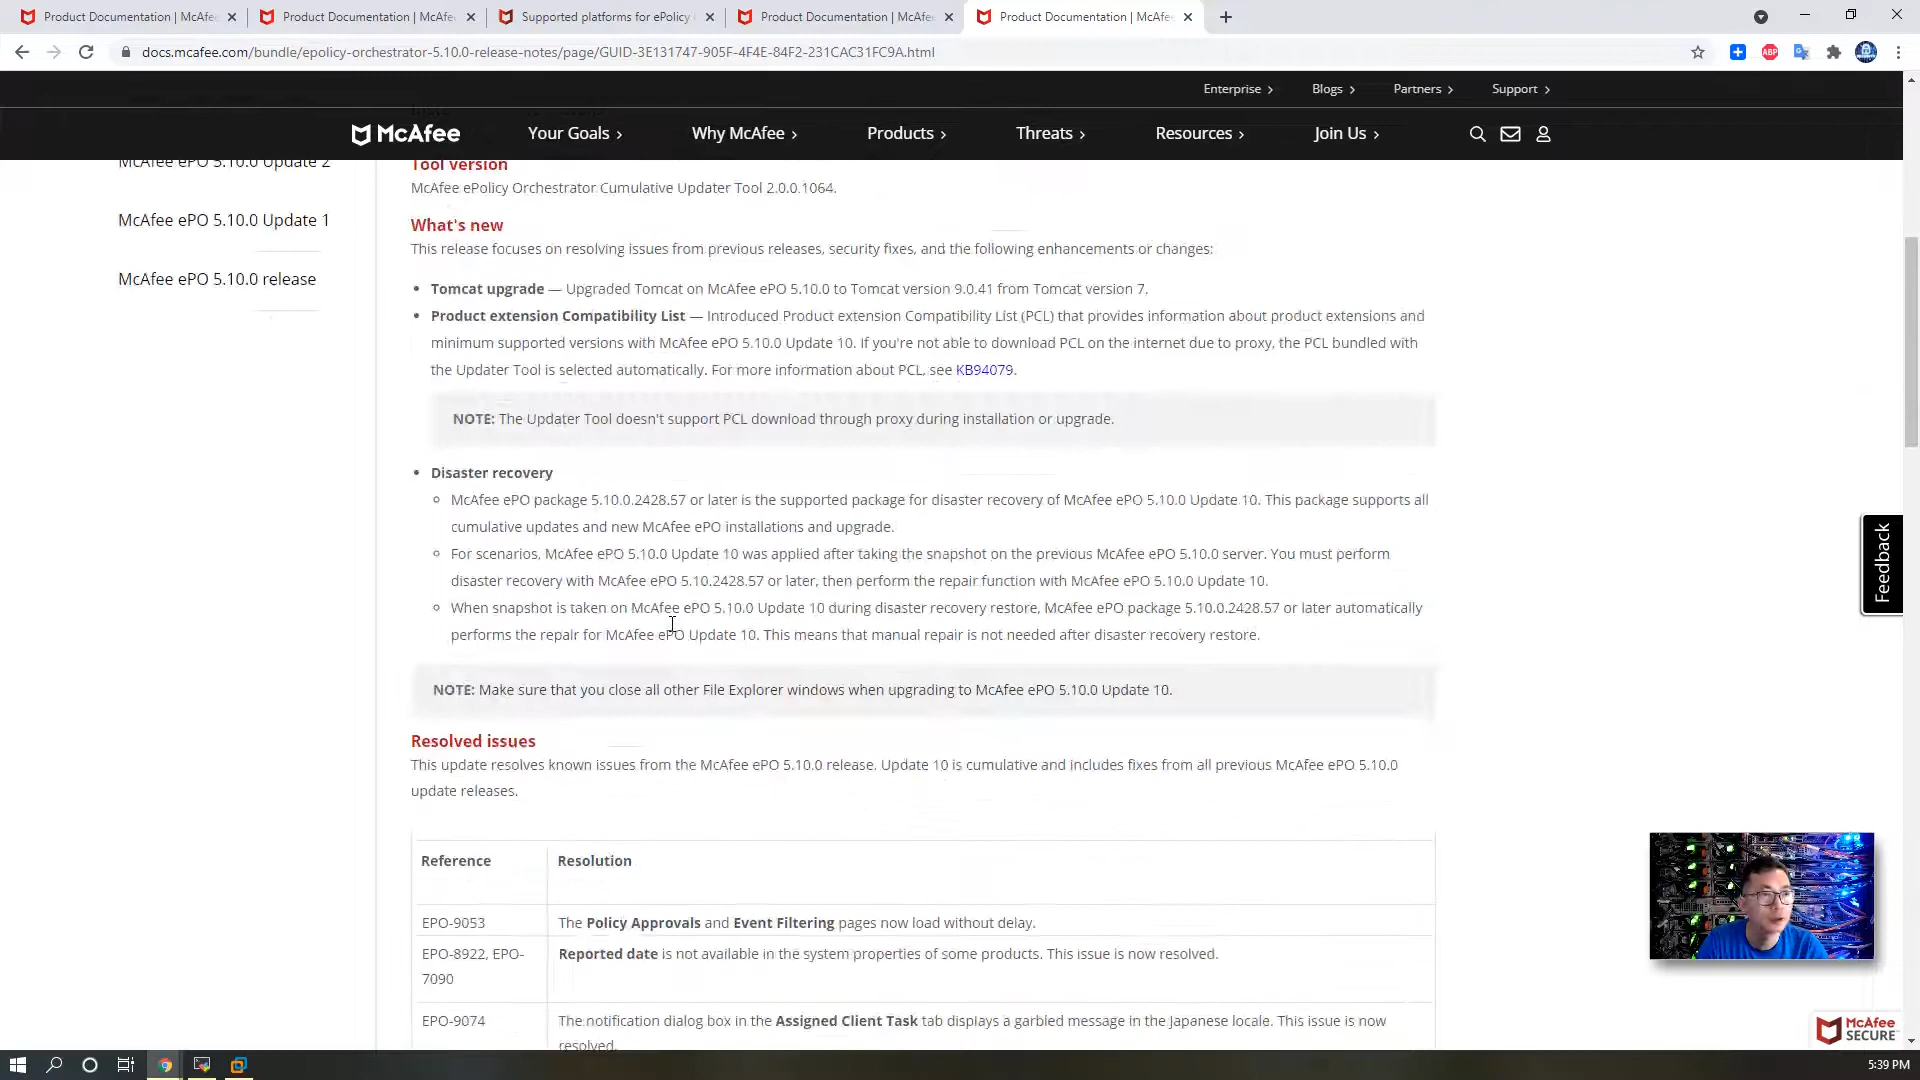 Product Documentation | McAfee
Product Documentation | McAfe
Supported platforms for ePolicy
Product Documentation | McAfee
Product Documentation | McAfee
docs.mcafee.com/bundle/epolicy-orchestrator-5.10.0-release-notes/page/GUID-3E131747-905F-4F4E-84F2-231CAC31FC9A.html
ABP
Enterprise
Blogs
Partners
Support
McAfee
Your Goals
Why McAfee
Products
Threats
Resources
Join Us
McAfee ePO 5.10.0 Update 2
McAfee ePO 5.10.0 Update 1
McAfee ePO 5.10.0 release
Tool version
McAfee ePolicy Orchestrator Cumulative Updater Tool 2.0.0.1064.
What's new
This release focuses on resolving issues from previous releases, security fixes, and the following enhancements or changes:
• Tomcat upgrade — Upgraded Tomcat on McAfee ePO 5.10.0 to Tomcat version 9.0.41 from Tomcat version 7.
• Product extension Compatibility List — Introduced Product extension Compatibility List (PCL) that provides information about product extensions and
minimum supported versions with McAfee ePO 5.10.0 Update 10. If you're not able to download PCL on the internet due to proxy, the PCL bundled with
the Updater Tool is selected automatically. For more information about PCL, see KB94079.
NOTE: The Updater Tool doesn't support PCL download through proxy during installation or upgrade.
• Disaster recovery
McAfee ePO package 5.10.0.2428.57 or later is the supported package for disaster recovery of McAfee ePO 5.10.0 Update 10. This package supports all
cumulative updates and new McAfee ePO installations and upgrade.
For scenarios, McAfee ePO 5.10.0 Update 10 was applied after taking the snapshot on the previous McAfee ePO 5.10.0 server. You must perform
disaster recovery with McAfee ePO 5.10.2428.57 or later, then perform the repair function with McAfee ePO 5.10.0 Update 10.
When snapshot is taken on McAfee ePO 5.10.0 Update 10 during disaster recovery restore, McAfee ePO package 5.10.0.2428.57 or later automatically
performs the repair for McAfee ePO Update 10. This means that manual repair is not needed after disaster recovery restore.
NOTE: Make sure that you close all other File Explorer windows when upgrading to McAfee ePO 5.10.0 Update 10.
Resolved issues
This update resolves known issues from the McAfee ePO 5.10.0 release. Update 10 is cumulative and includes fixes from all previous McAfee ePO 5.10.0
update releases.
Reference Resolution
EPO-9053 The Policy Approvals and Event Filtering pages now load without delay.
EPO-8922, EPO- Reported date is not available in the system properties of some products. This issue is now resolved.
7090
EPO-9074 The notification dialog box in the Assigned Client Task tab displays a garbled message in the Japanese locale. This issue is now
resolved.
Feedback
McAfee
SECURE
5:39 PM